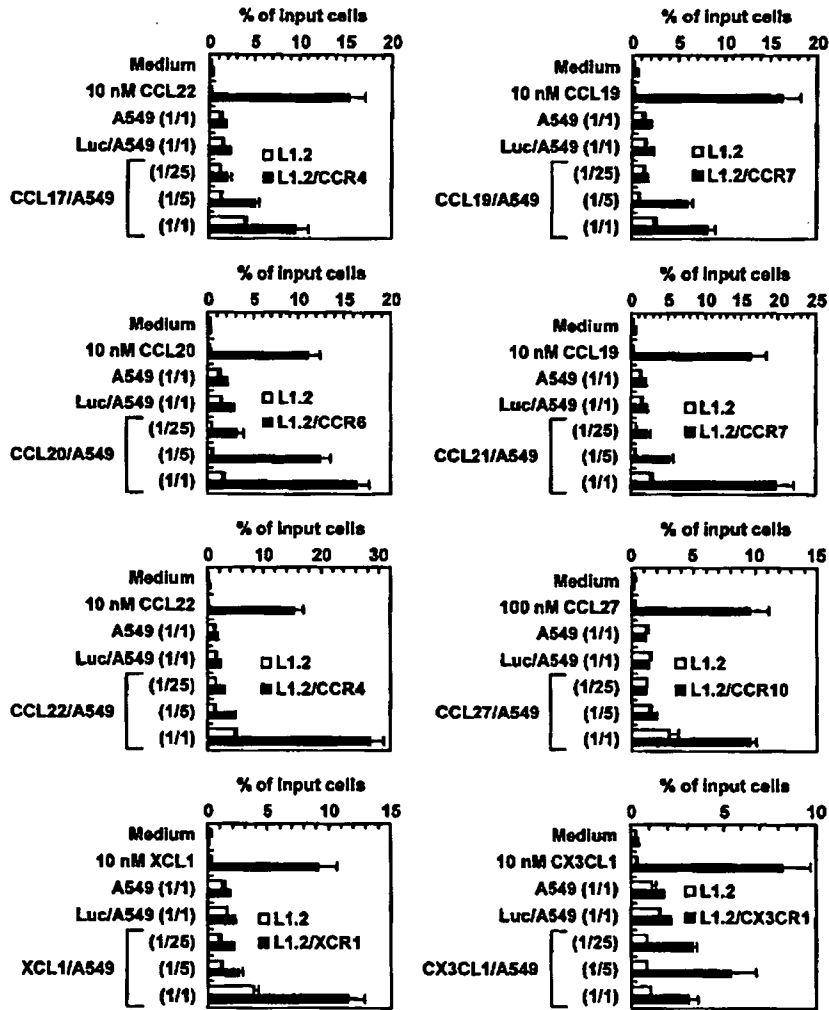 % of input cells
0 5 10 15 20
Medium
10 nM CCL22
A549 (1/1)
Luc/A549 (1/1)
(1/25)
CCL17/A549
(1/5)
(1/1)
L1.2
L1.2/CCR4
% of input cells
0 5 10 15 20
Medium
10 nM CCL19
A549 (1/1)
Luc/A549 (1/1)
(1/25)
CCL19/A549
(1/5)
(1/1)
L1.2
L1.2/CCR7
% of input cells
0 5 10 15 20
Medium
10 nM CCL20
A549 (1/1)
Luc/A549 (1/1)
(1/25)
CCL20/A549
(1/5)
(1/1)
L1.2
L1.2/CCR6
% of input cells
0 5 10 15 20 25
Medium
10 nM CCL19
A549 (1/1)
Luc/A549 (1/1)
(1/25)
CCL21/A549
(1/5)
(1/1)
L1.2
L1.2/CCR7
% of input cells
0 10 20 30
Medium
10 nM CCL22
A549 (1/1)
Luc/A549 (1/1)
(1/25)
CCL22/A549
(1/5)
(1/1)
L1.2
L1.2/CCR4
% of input cells
0 5 10 15
Medium
100 nM CCL27
A549 (1/1)
Luc/A549 (1/1)
(1/25)
CCL27/A549
(1/5)
(1/1)
L1.2
L1.2/CCR10
% of input cells
0 5 10 15
Medium
10 nM XCL1
A549 (1/1)
Luc/A549 (1/1)
(1/25)
XCL1/A549
(1/5)
(1/1)
L1.2
L1.2/XCR1
% of input cells
0 5 10
Medium
10 nM CX3CL1
A549 (1/1)
Luc/A549 (1/1)
(1/25)
CX3CL1/A549
(1/5)
(1/1)
L1.2
L1.2/CX3CR1